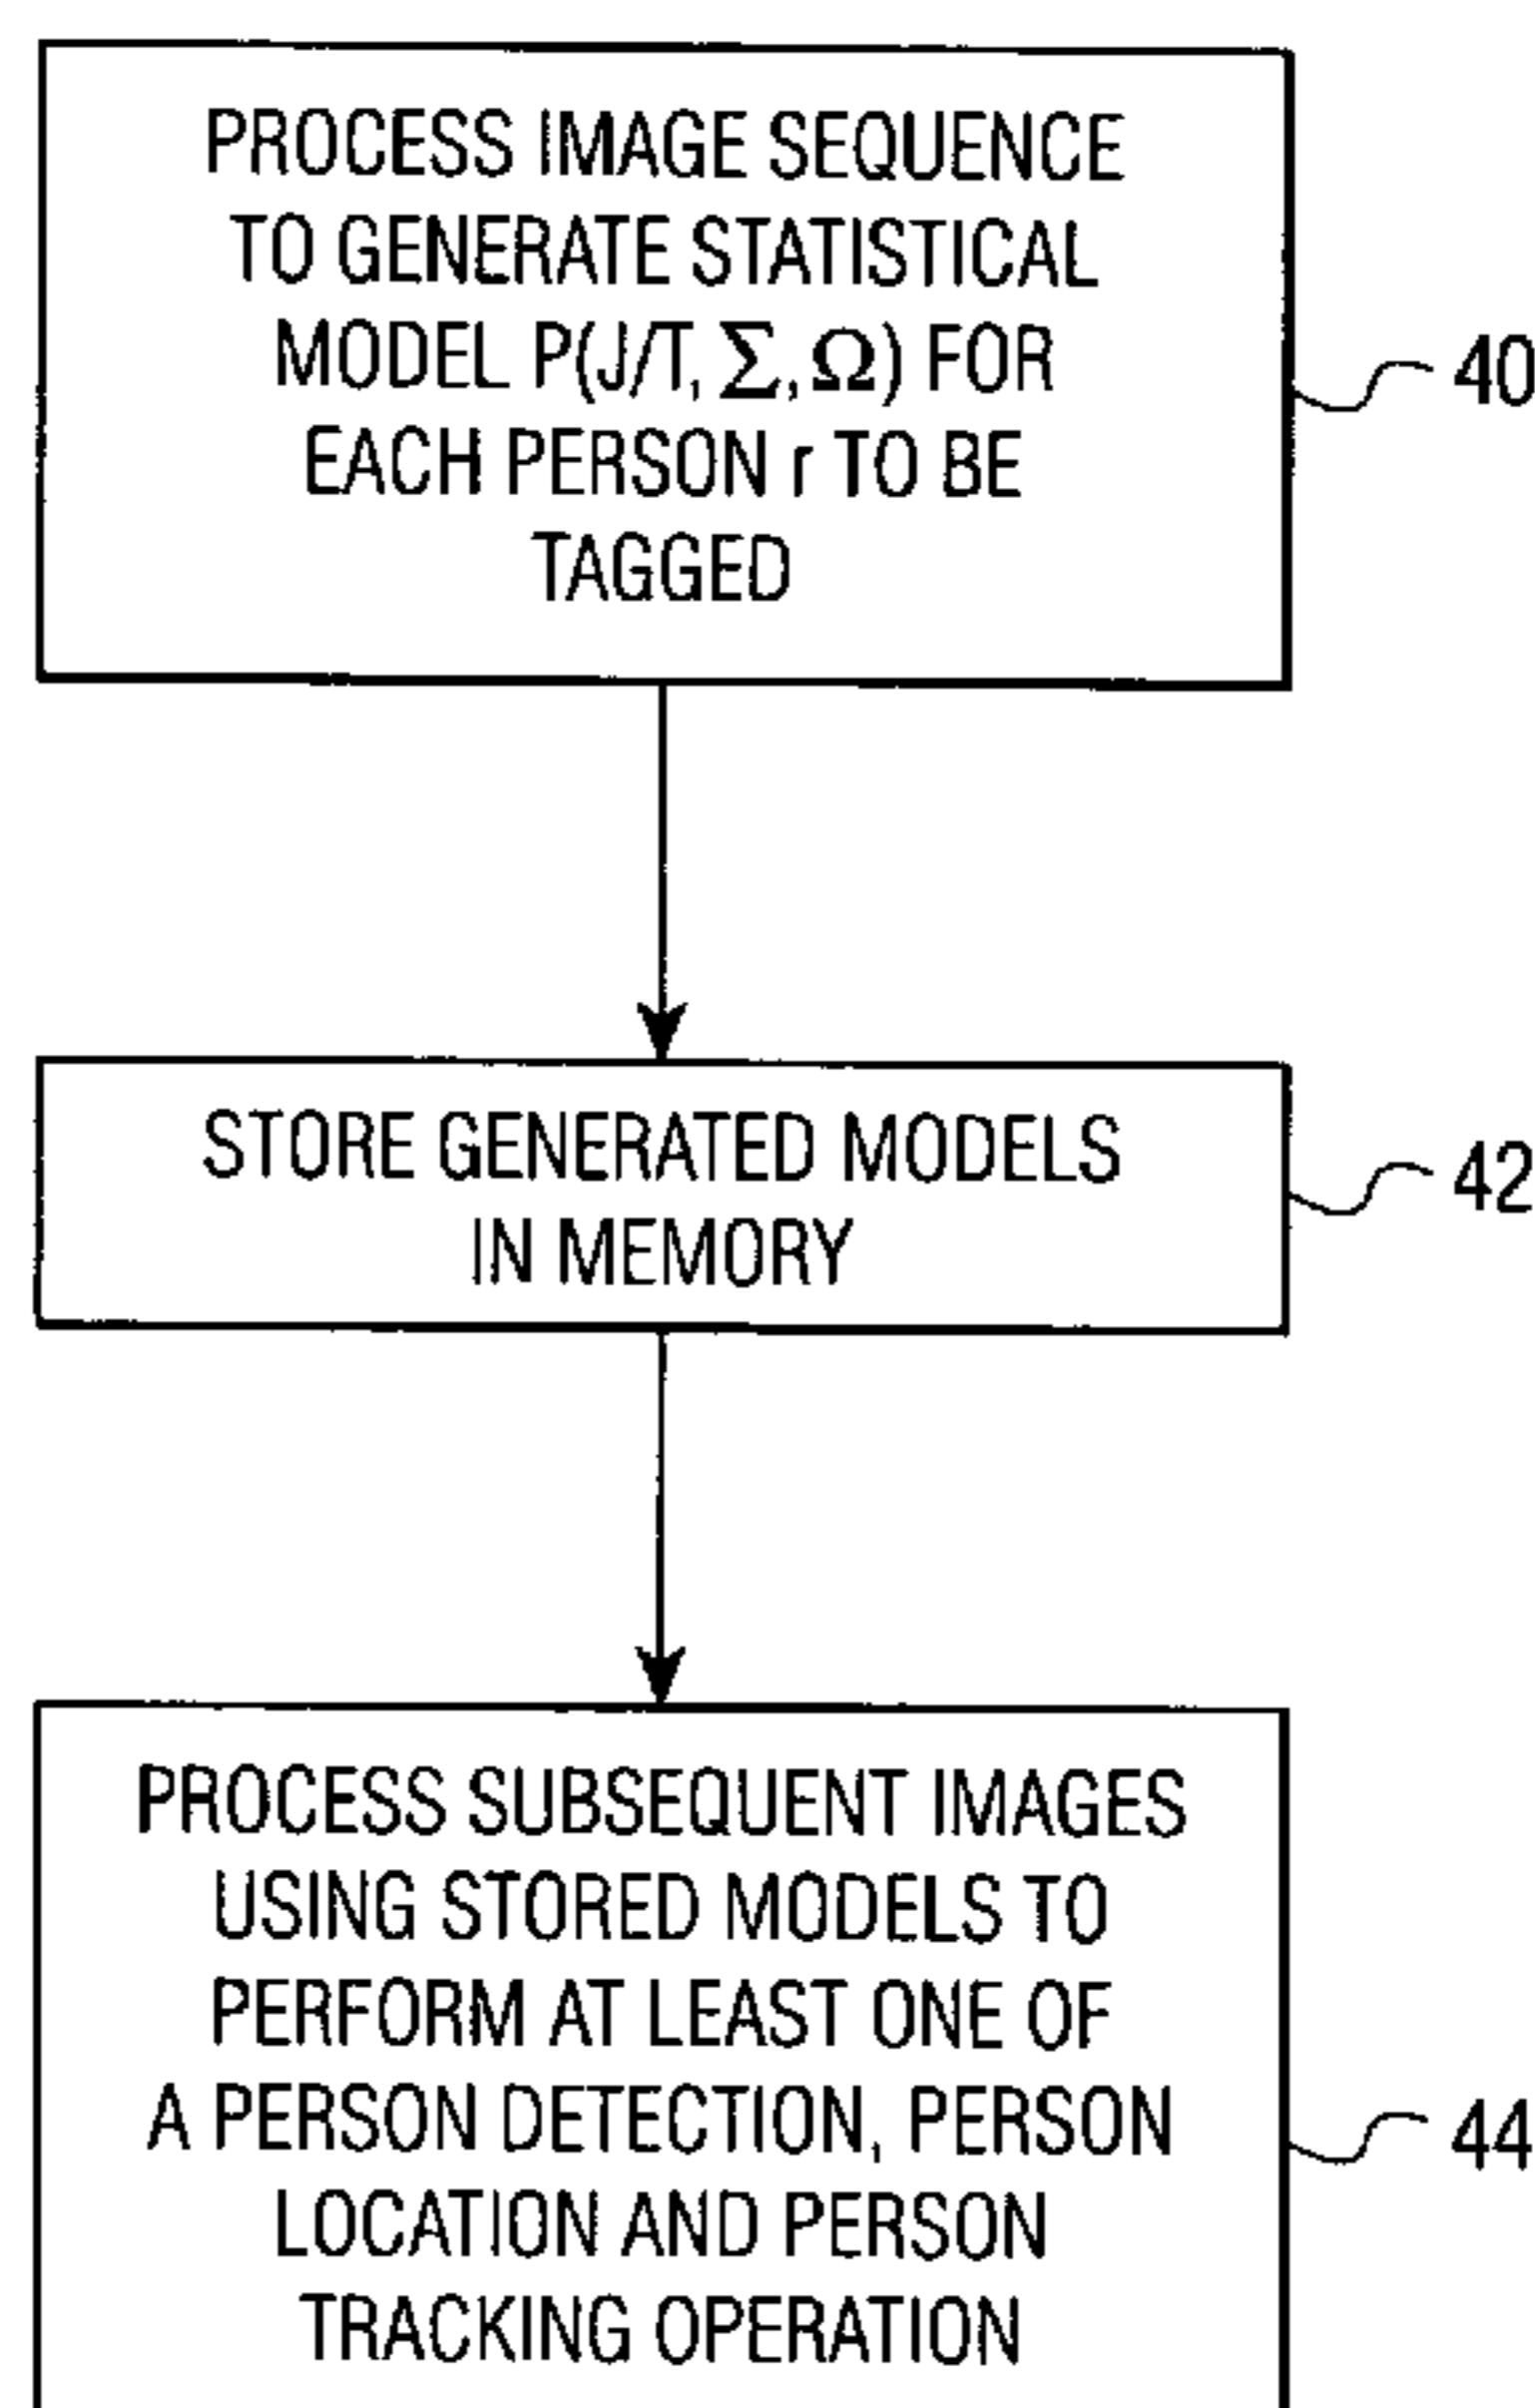 PROCESS IMAGE SEQUENCE
TO GENERATE STATISTICAL
MODEL P(J/T, Σ, Ω) FOR
EACH PERSON r TO BE
TAGGED
40
STORE GENERATED MODELS
IN MEMORY
42
PROCESS SUBSEQUENT IMAGES
USING STORED MODELS TO
PERFORM AT LEAST ONE OF
A PERSON DETECTION, PERSON
LOCATION AND PERSON
TRACKING OPERATION
44